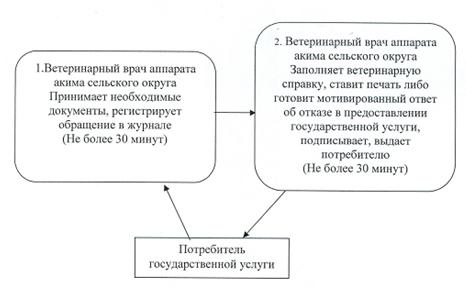 1.Ветеринарный врач аппарата
акима сельского округа
Принимает необходимые
документы, регистрирует
обращение в журнале
(Не более 30 минут)
2. Ветеринарный врач аппарата
акима сельского округа
Заполняет ветеринарную
справку, ставит печать либо
готовит мотивированный ответ
об отказе в предоставлении
государственной услуги,
подписывает, выдает
потребителю
(Не более 30 минут)
Потребитель
государственной услуги